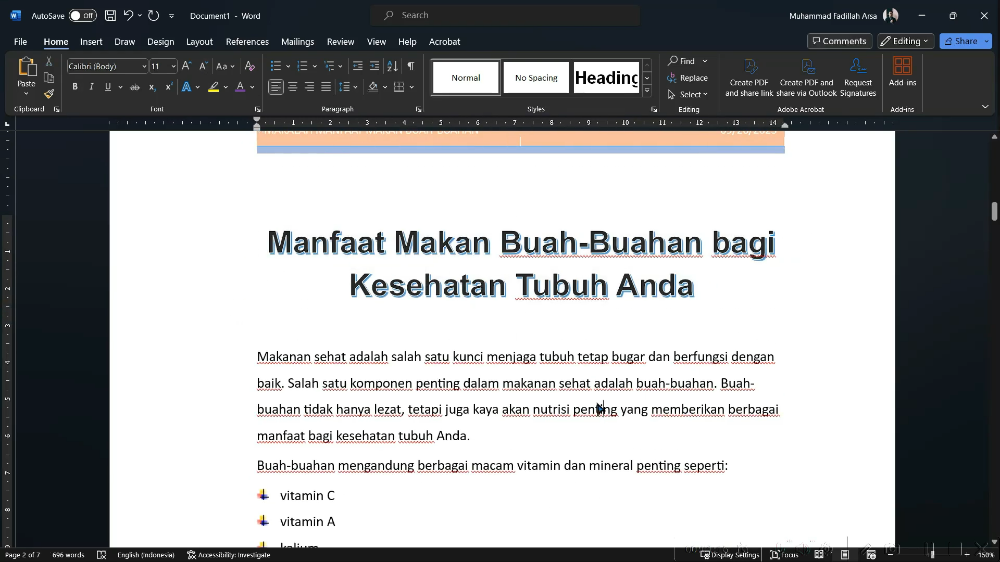 AutoSave Off Document1 - Word Search Muhammad Fadillah Arsa
File Home Insert Draw Design Layout References Mailings Review View Help Acrobat Comments Editing Share
Paste Calibri (Body) 11 Aa Normal No Spacing Heading Find Replace Select Create PDF and share link Create PDF and share via Outlook Request Signatures Add-ins
Clipboard Font Paragraph Styles Editing Adobe Acrobat Add-ins
1 2 3 4 5 6 7 8 9 10 11 12 13 14
MAKALAH MANFAAT MAKAN BUAH-BUAHAN
Manfaat Makan Buah-Buahan bagi
Kesehatan Tubuh Anda
Makanan sehat adalah salah satu kunci menjaga tubuh tetap bugar dan berfungsi dengan
baik. Salah satu komponen penting dalam makanan sehat adalah buah-buahan. Buah-
buahan tidak hanya lezat, tetapi juga kaya akan nutrisi penting yang memberikan berbagai
manfaat bagi kesehatan tubuh Anda.
Buah-buahan mengandung berbagai macam vitamin dan mineral penting seperti:
vitamin C
vitamin A
kalium
Page 2 of 7 696 words English (Indonesia) Accessibility: Investigate Display Settings Focus 150%